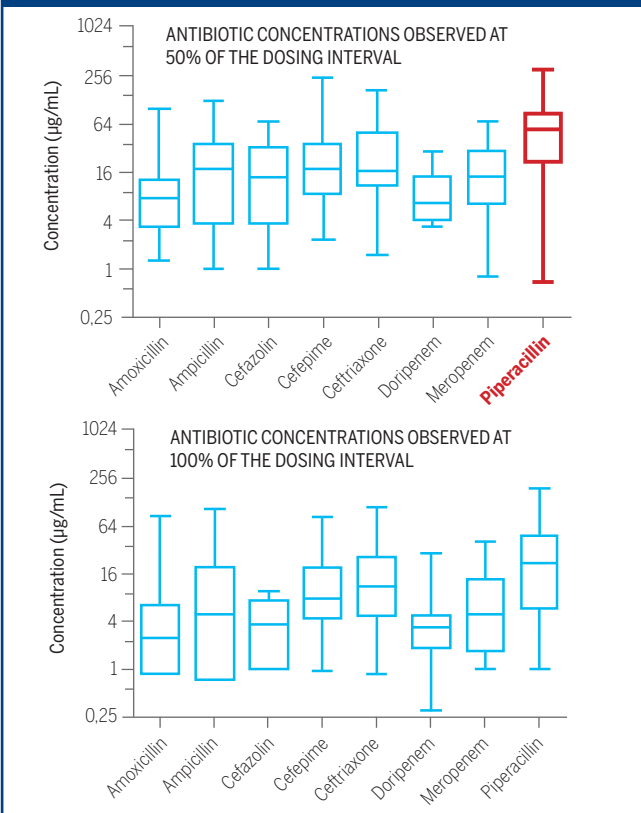 ANTIBIOTIC CONCENTRATIONS OBSERVED AT
50% OF THE DOSING INTERVAL
Concentration (µg/mL)
1024
256
64
16
4
1
0,25
Amoxicillin
Ampicillin
Cefazolin
Cefepime
Ceftriaxone
Doripenem
Meropenem
Piperacillin
ANTIBIOTIC CONCENTRATIONS OBSERVED AT
100% OF THE DOSING INTERVAL
Concentration (µg/mL)
1024
256
64
16
4
1
0,25
Amoxicillin
Ampicillin
Cefazolin
Cefepime
Ceftriaxone
Doripenem
Meropenem
Piperacillin